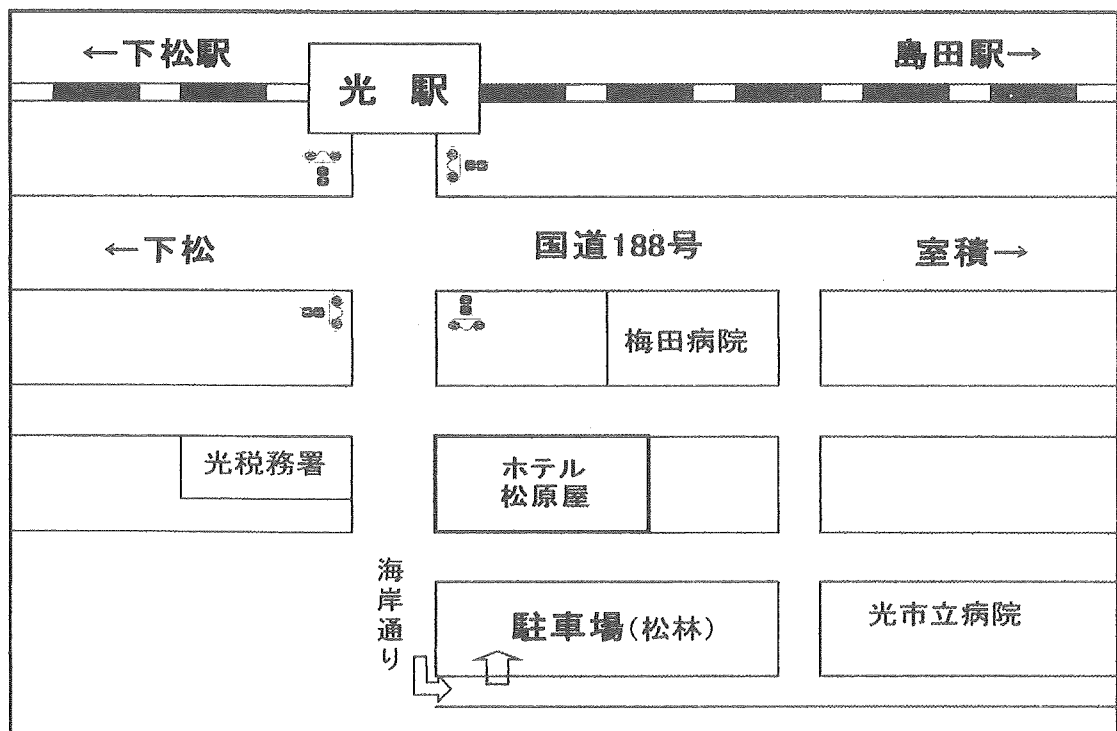 ←下松駅
島田駅→
光 駅
←下松
国道188号
室積→
梅田病院
光税務署
ホテル
松原屋
海岸通り
駐車場(松林)
光市立病院